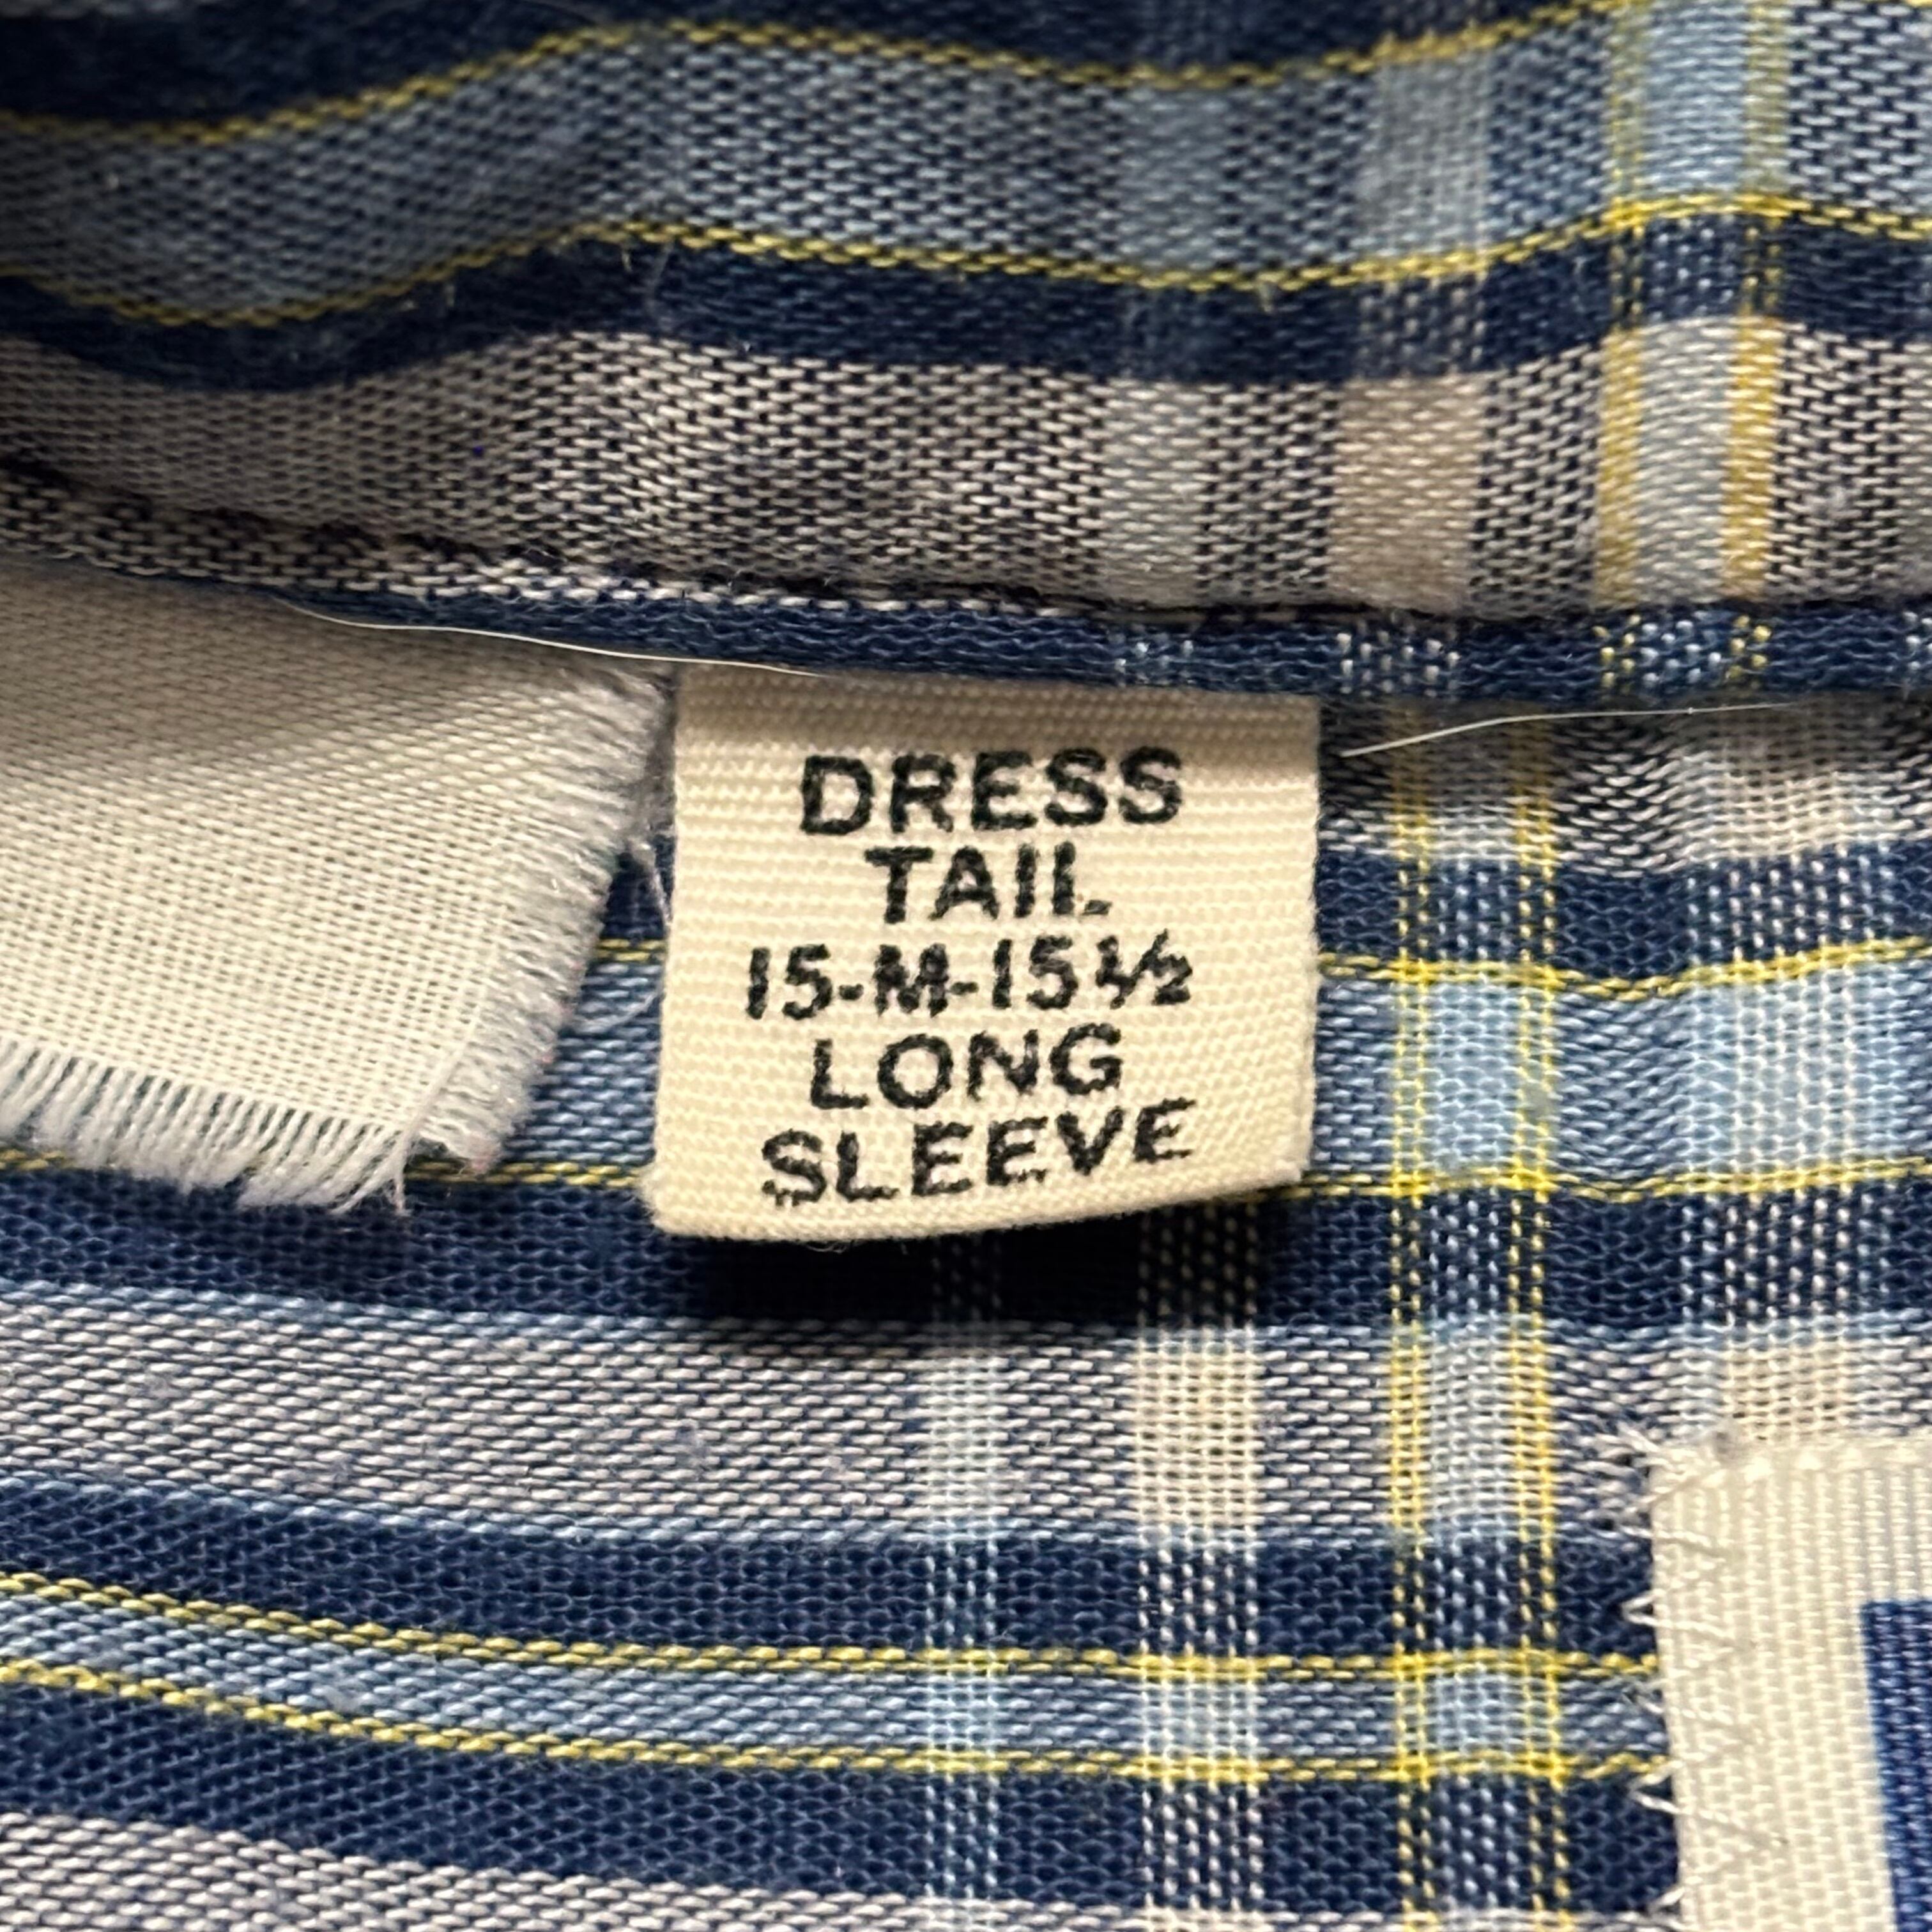 DRESS
TAIL
15-M-15½
LONG
SLEEVE